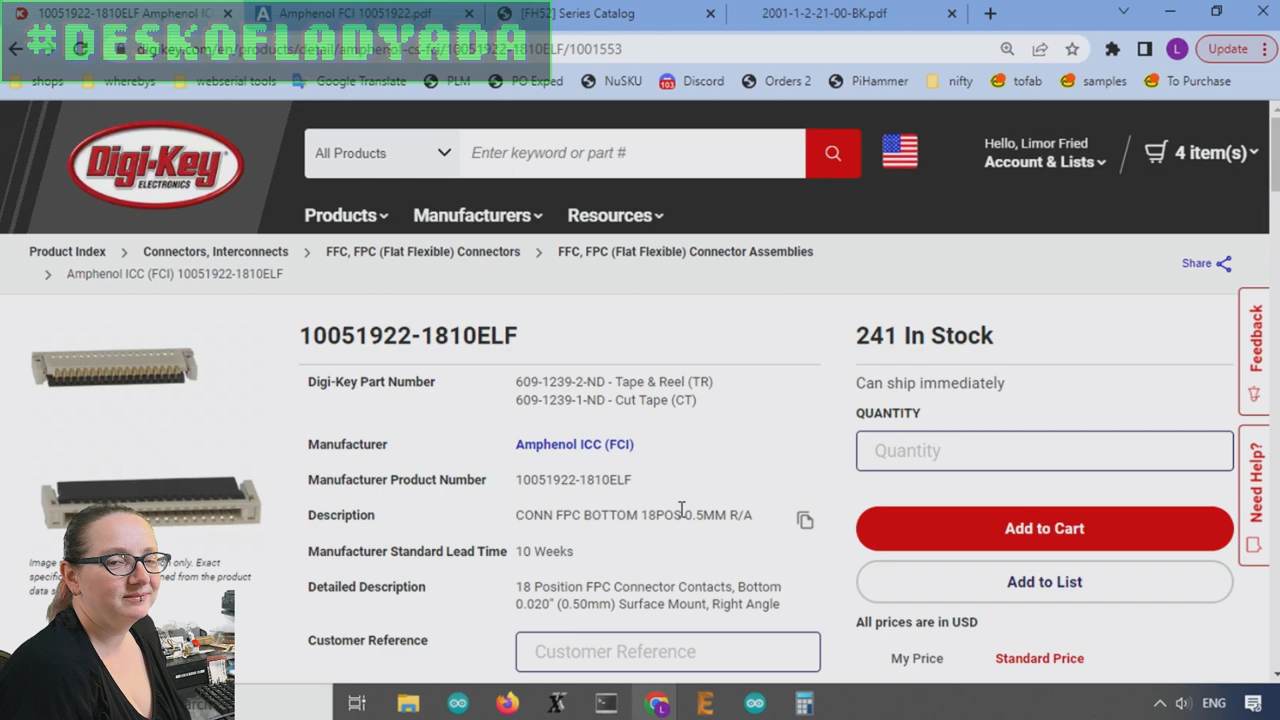 10051922-1810ELF Amphenol IC
Amphenol FCI 10051922.pdf
[FH52] Series Catalog
2001-1-2-21-00-BK.pdf
#DESKOFLADYADA
digikey.com/en/products/detail/amphenol-cs-fci/10051922-1810ELF/1001553
L
Update
shops
wherebys
webserial tools
Google Translate
PLM
PO Exped
NuSKU
103
Discord
Orders 2
PiHammer
nifty
tofab
samples
To Purchase
Digi-Key
ELECTRONICS
All Products
Enter keyword or part #
Hello, Limor Fried
Account & Lists
4 item(s)
Products
Manufacturers
Resources
Product Index > Connectors, Interconnects > FFC, FPC (Flat Flexible) Connectors > FFC, FPC (Flat Flexible) Connector Assemblies
> Amphenol ICC (FCI) 10051922-1810ELF
Share
10051922-1810ELF
241 In Stock
Digi-Key Part Number
609-1239-2-ND - Tape & Reel (TR)
609-1239-1-ND - Cut Tape (CT)
Can ship immediately
QUANTITY
Quantity
Manufacturer
Amphenol ICC (FCI)
Manufacturer Product Number
10051922-1810ELF
Description
CONN FPC BOTTOM 18POS 0.5MM R/A
Add to Cart
Manufacturer Standard Lead Time
10 Weeks
Detailed Description
18 Position FPC Connector Contacts, Bottom
0.020" (0.50mm) Surface Mount, Right Angle
Add to List
All prices are in USD
Customer Reference
Customer Reference
My Price
Standard Price
Feedback
Need Help?
Image
on only. Exact
specific
ned from the product
data s
L
ENG